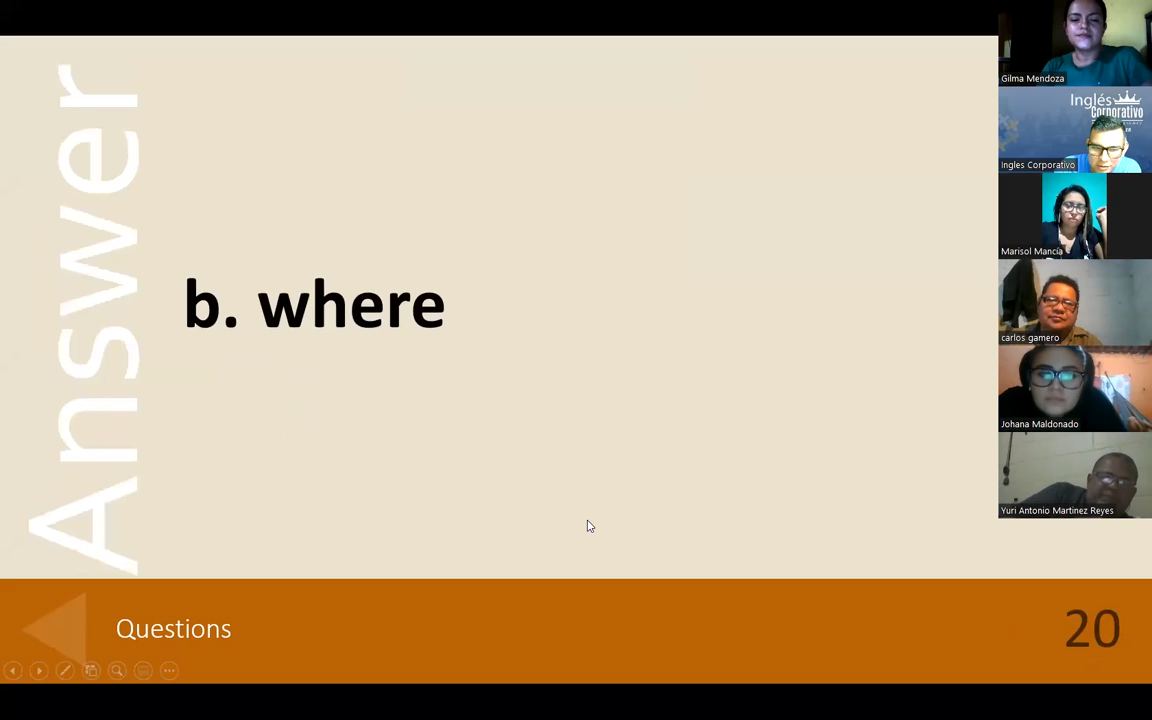 Answer
b. where
Questions
20
Gilma Mendoza
Inglés
Corporativo
Ingles Corporativo
Marisol Mancía
carlos gamero
Johana Maldonado
Yuri Antonio Martinez Reyes